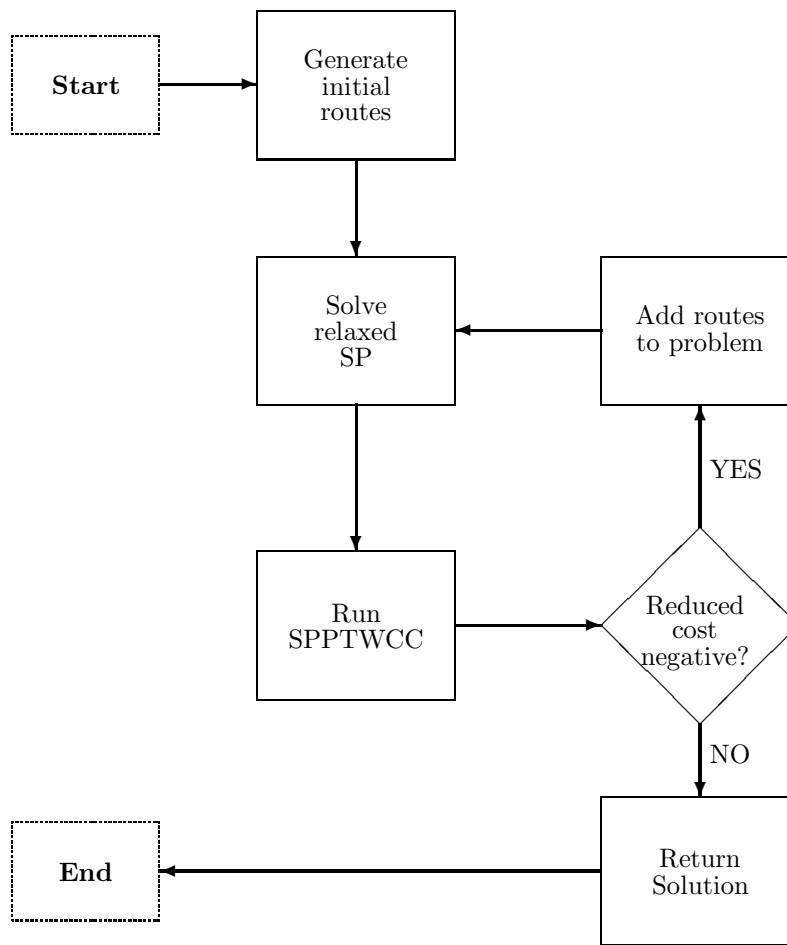 Start
Generate
initial
routes
Solve
relaxed
SP
Add routes
to problem
YES
Run
SPPTWCC
Reduced
cost
negative?
NO
End
Return
Solution